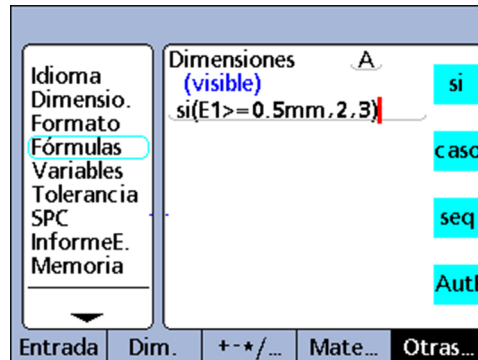 Idioma
Dimensio.
Formato
Fórmulas
Variables
Tolerancia
SPC
InformeE.
Memoria
Dimensiones A
(visible)
si(E1>=0.5mm,2,3)
si
caso
seq
Auth
Entrada Dim. +-*/... Mate... Otras...